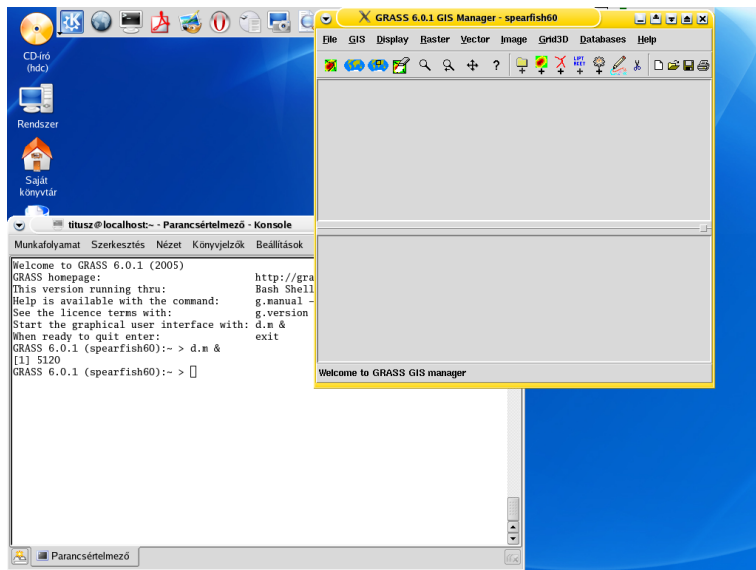 CD-író
(hdc)
Rendszer
Saját
könyvtár
GRASS 6.0.1 GIS Manager - spearfish60
File GIS Display Raster Vector Image Grid3D Databases Help
Welcome to GRASS GIS manager
titusz@localhost:~ - Parancsértelmező - Konsole
Munkafolyamat Szerkesztés Nézet Könyvjelzők Beállítások
Welcome to GRASS 6.0.1 (2005)
GRASS homepage: http://gra
This version running thru: Bash Shell
Help is available with the command: g.manual -
See the licence terms with: g.version
Start the graphical user interface with: d.m &
When ready to quit enter: exit
GRASS 6.0.1 (spearfish60):~ > d.m &
[1] 5120
GRASS 6.0.1 (spearfish60):~ >
Parancsértelmező